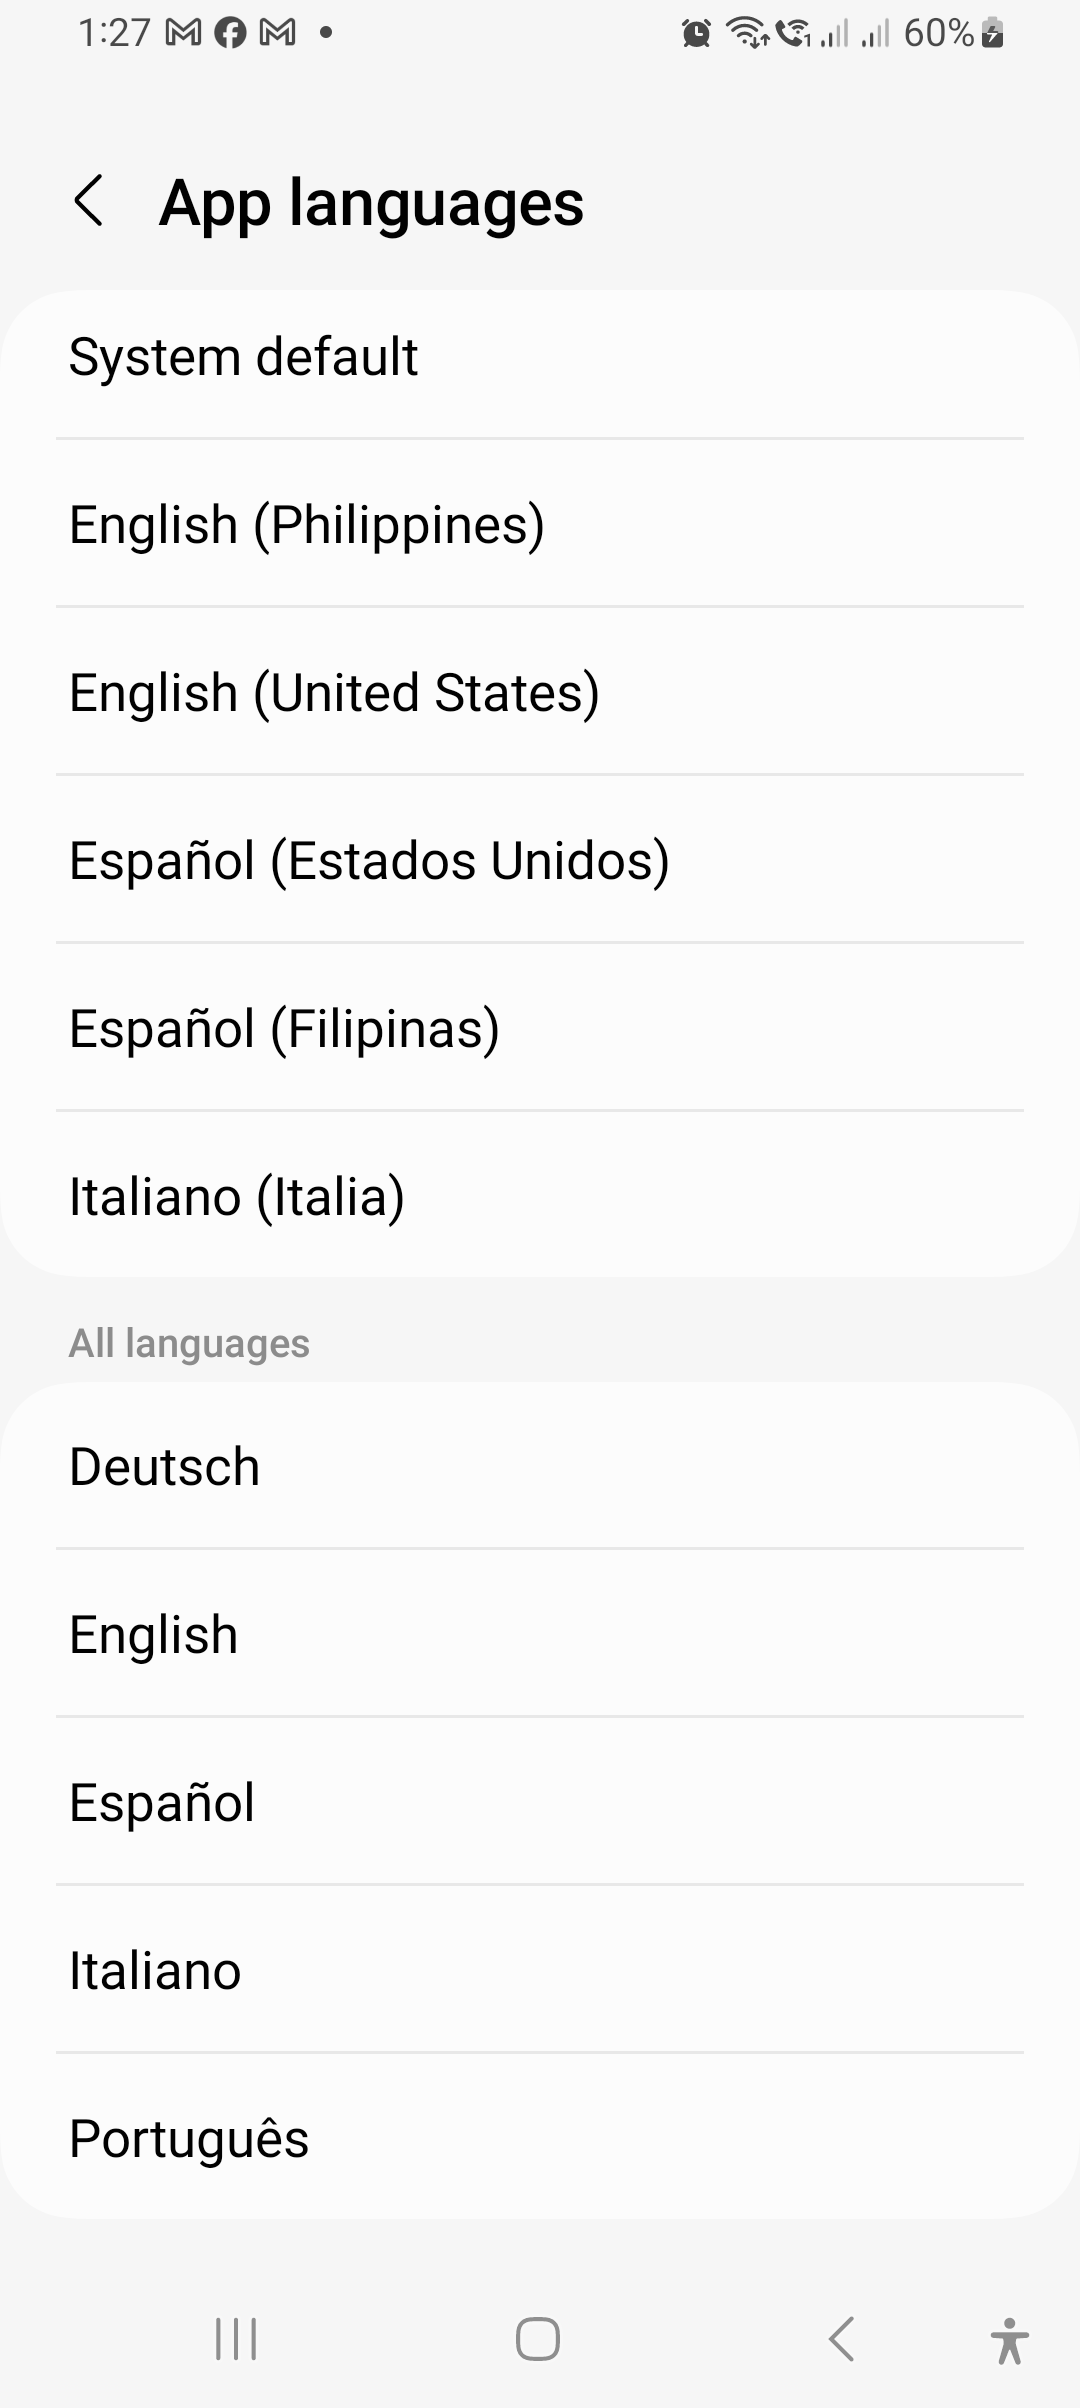 1:27
60%
App languages
System default
English (Philippines)
English (United States)
Español (Estados Unidos)
Español (Filipinas)
Italiano (Italia)
All languages
Deutsch
English
Español
Italiano
Português